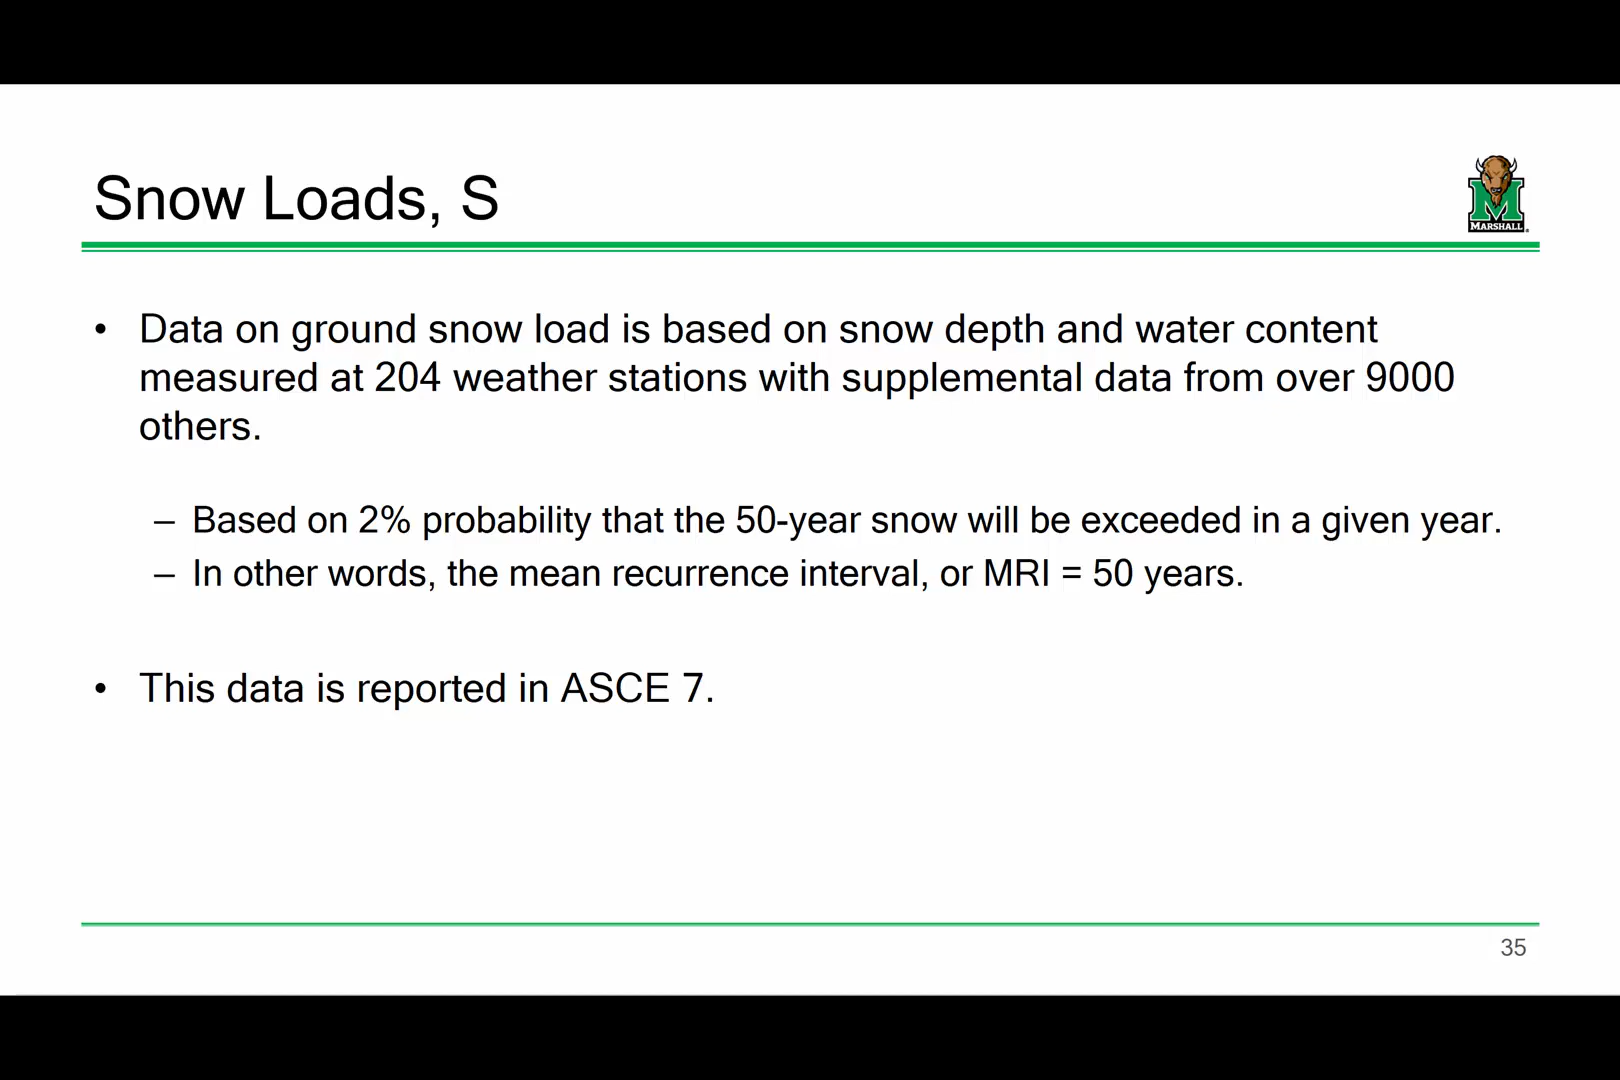 Snow Loads, S
MARSHALL
• Data on ground snow load is based on snow depth and water content
measured at 204 weather stations with supplemental data from over 9000
others.
– Based on 2% probability that the 50-year snow will be exceeded in a given year.
– In other words, the mean recurrence interval, or MRI = 50 years.
• This data is reported in ASCE 7.
35